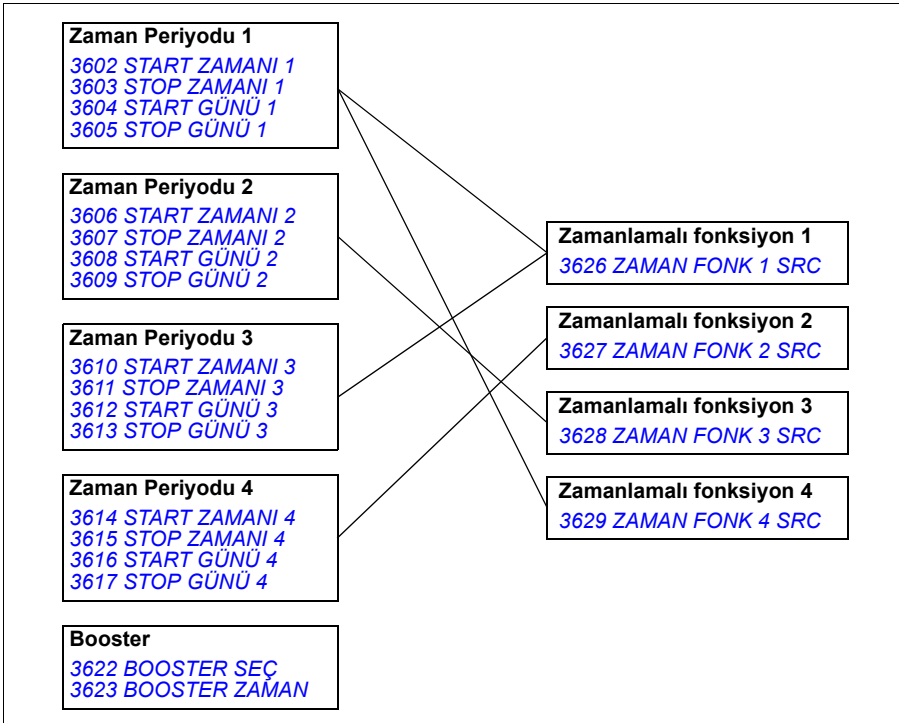 Zaman Periyodu 1
3602 START ZAMANI 1
3603 STOP ZAMANI 1
3604 START GÜNÜ 1
3605 STOP GÜNÜ 1
Zaman Periyodu 2
3606 START ZAMANI 2
3607 STOP ZAMANI 2
3608 START GÜNÜ 2
3609 STOP GÜNÜ 2
Zaman Periyodu 3
3610 START ZAMANI 3
3611 STOP ZAMANI 3
3612 START GÜNÜ 3
3613 STOP GÜNÜ 3
Zaman Periyodu 4
3614 START ZAMANI 4
3615 STOP ZAMANI 4
3616 START GÜNÜ 4
3617 STOP GÜNÜ 4
Booster
3622 BOOSTER SEÇ
3623 BOOSTER ZAMAN
Zamanlamalı fonksiyon 1
3626 ZAMAN FONK 1 SRC
Zamanlamalı fonksiyon 2
3627 ZAMAN FONK 2 SRC
Zamanlamalı fonksiyon 3
3628 ZAMAN FONK 3 SRC
Zamanlamalı fonksiyon 4
3629 ZAMAN FONK 4 SRC